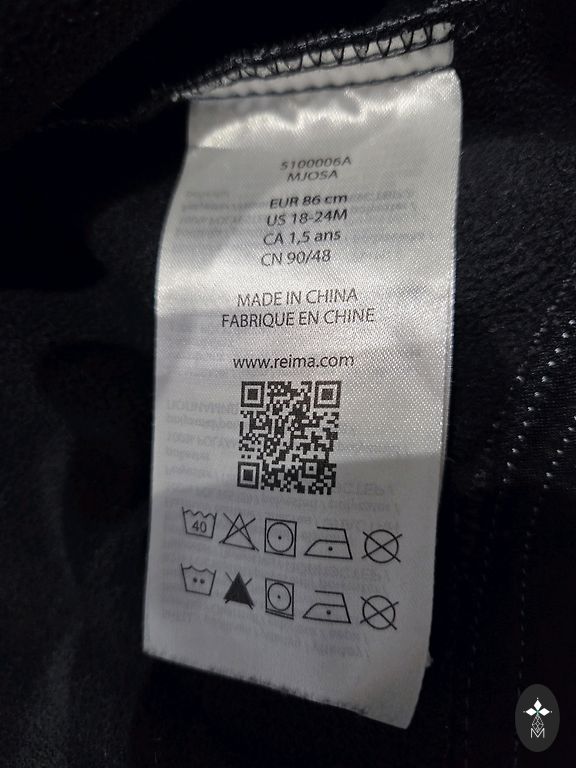 5100006A
MJOSA
EUR 86 cm
US 18-24M
CA 1,5 ans
CN 90/48
MADE IN CHINA
FABRIQUE EN CHINE
www.reima.com
40